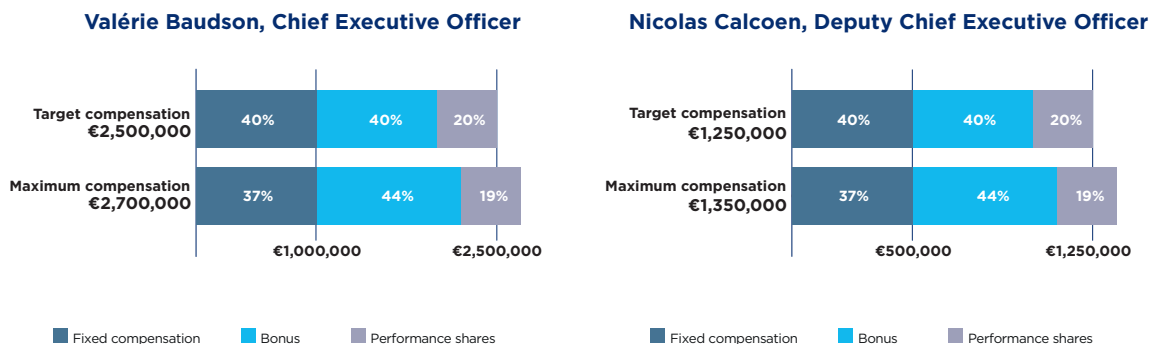 Valérie Baudson, Chief Executive Officer
Target compensation
€2,500,000
40%
40%
20%
Maximum compensation
€2,700,000
37%
44%
19%
€1,000,000
€2,500,000
Fixed compensation
Bonus
Performance shares
Nicolas Calcoen, Deputy Chief Executive Officer
Target compensation
€1,250,000
40%
40%
20%
Maximum compensation
€1,350,000
37%
44%
19%
€500,000
€1,250,000
Fixed compensation
Bonus
Performance shares